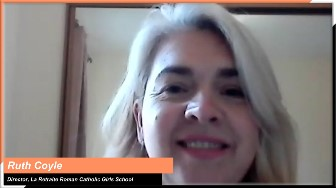 Ruth Coyle
Director, La Retraite Roman Catholic Girls School